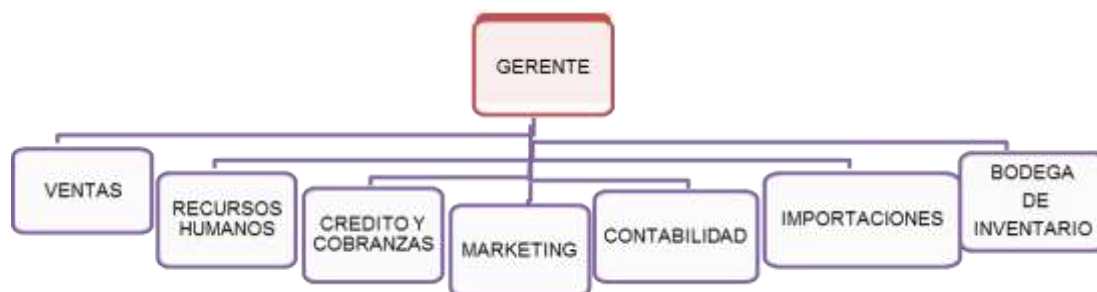 GERENTE
VENTAS
RECURSOS
HUMANOS
CREDITO Y
COBRANZAS
MARKETING
CONTABILIDAD
IMPORTACIONES
BODEGA
DE
INVENTARIO